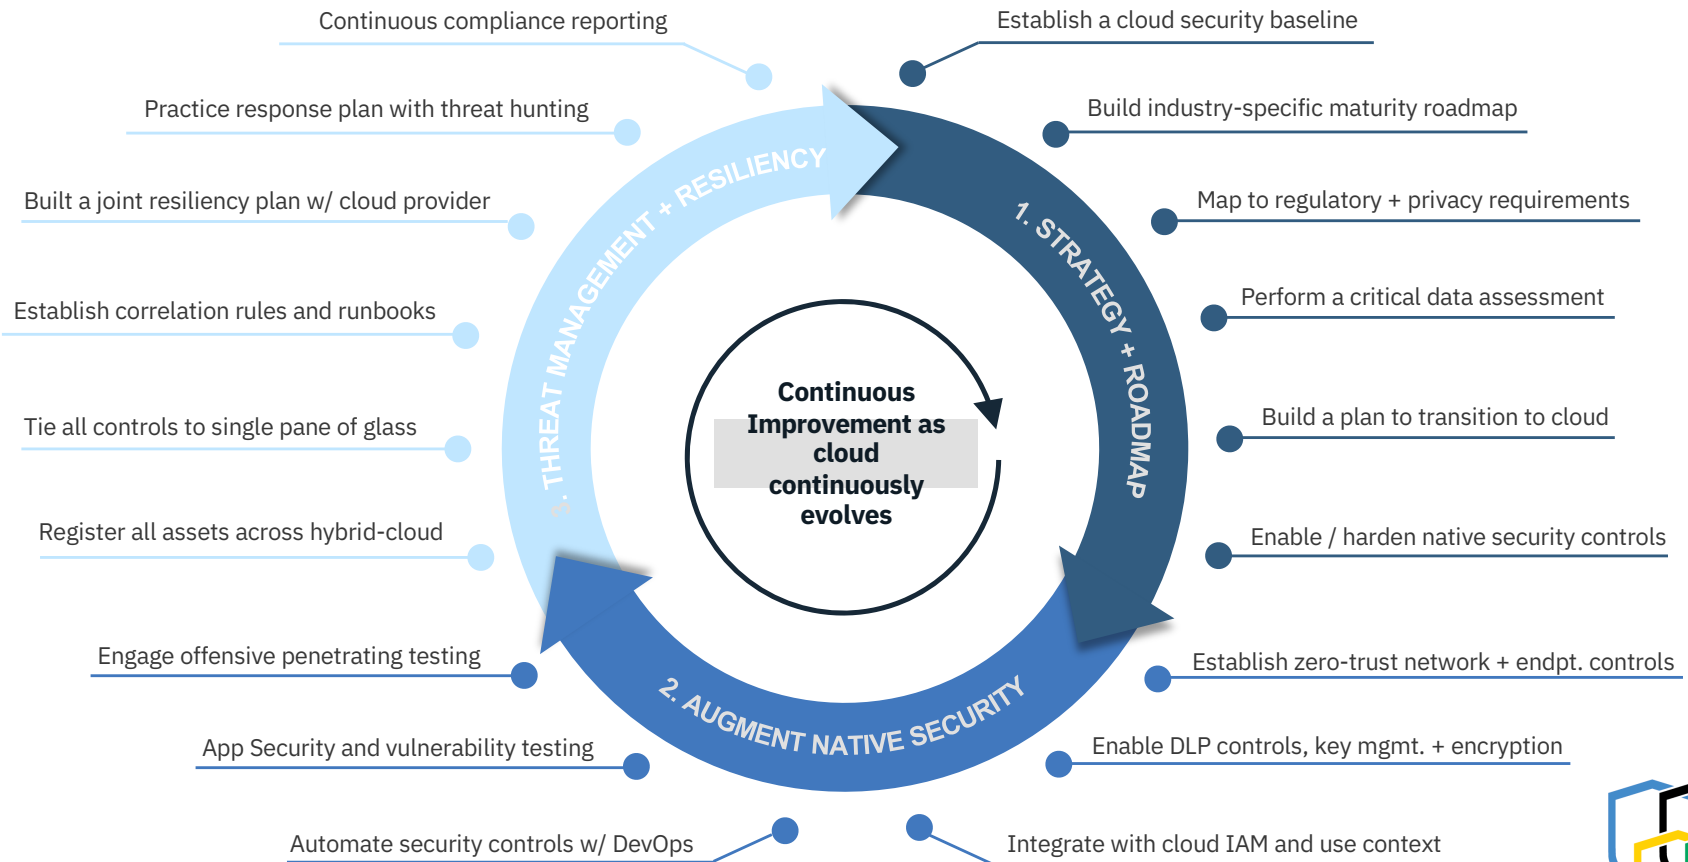 Continuous compliance reporting
Establish a cloud security baseline
Practice response plan with threat hunting
Build industry-specific maturity roadmap
Built a joint resiliency plan w/ cloud provider
Map to regulatory + privacy requirements
Establish correlation rules and runbooks
Perform a critical data assessment
Tie all controls to single pane of glass
Build a plan to transition to cloud
Register all assets across hybrid-cloud
Enable / harden native security controls
Engage offensive penetrating testing
Establish zero-trust network + endpt. controls
App Security and vulnerability testing
Enable DLP controls, key mgmt. + encryption
Automate security controls w/ DevOps
Integrate with cloud IAM and use context
1. STRATEGY + ROADMAP
2. AUGMENT NATIVE SECURITY
3. THREAT MANAGEMENT + RESILIENCY
Continuous
Improvement as
cloud
continuously
evolves